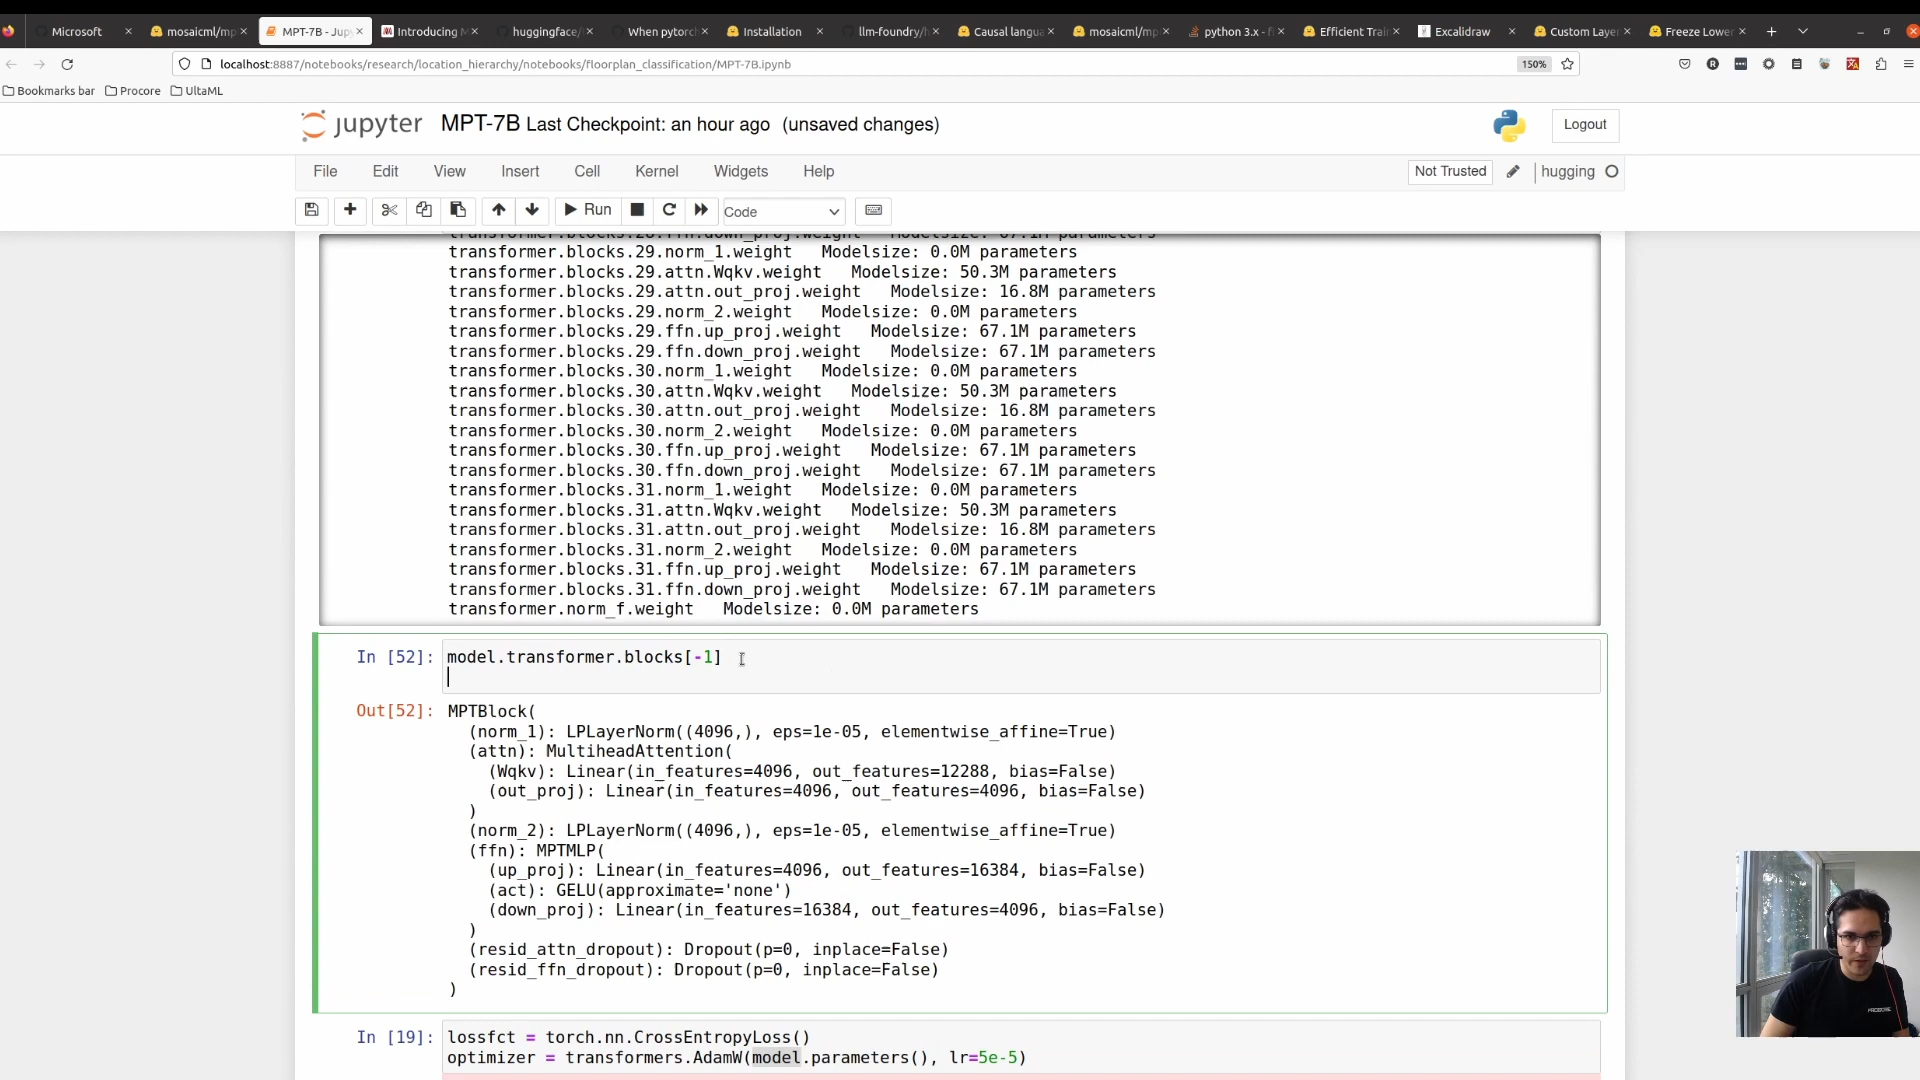 Microsoft
mosaicml/mp
MPT-7B - Jup
Introducing M
huggingface/
When pytorch
Installation
llm-foundry/
Causal langua
mosaicml/mp
python 3.x - 
Efficient Trai
Excalidraw
Custom Laye
Freeze Lower
localhost:8887/notebooks/research/location_hierarchy/notebooks/floorplan_classification/MPT-7B.ipynb
150%
Bookmarks bar
Procore
UltaML
jupyter
MPT-7B Last Checkpoint: an hour ago (unsaved changes)
Logout
File Edit View Insert Cell Kernel Widgets Help
Not Trusted
hugging
Run
Code
transformer.blocks.28.ffn.down_proj.weight Modelsize: 67.1M parameters
transformer.blocks.29.norm_1.weight Modelsize: 0.0M parameters
transformer.blocks.29.attn.Wqkv.weight Modelsize: 50.3M parameters
transformer.blocks.29.attn.out_proj.weight Modelsize: 16.8M parameters
transformer.blocks.29.norm_2.weight Modelsize: 0.0M parameters
transformer.blocks.29.ffn.up_proj.weight Modelsize: 67.1M parameters
transformer.blocks.29.ffn.down_proj.weight Modelsize: 67.1M parameters
transformer.blocks.30.norm_1.weight Modelsize: 0.0M parameters
transformer.blocks.30.attn.Wqkv.weight Modelsize: 50.3M parameters
transformer.blocks.30.attn.out_proj.weight Modelsize: 16.8M parameters
transformer.blocks.30.norm_2.weight Modelsize: 0.0M parameters
transformer.blocks.30.ffn.up_proj.weight Modelsize: 67.1M parameters
transformer.blocks.30.ffn.down_proj.weight Modelsize: 67.1M parameters
transformer.blocks.31.norm_1.weight Modelsize: 0.0M parameters
transformer.blocks.31.attn.Wqkv.weight Modelsize: 50.3M parameters
transformer.blocks.31.attn.out_proj.weight Modelsize: 16.8M parameters
transformer.blocks.31.norm_2.weight Modelsize: 0.0M parameters
transformer.blocks.31.ffn.up_proj.weight Modelsize: 67.1M parameters
transformer.blocks.31.ffn.down_proj.weight Modelsize: 67.1M parameters
transformer.norm_f.weight Modelsize: 0.0M parameters
In [52]: model.transformer.blocks[-1]
Out[52]: MPTBlock(
(norm_1): LPLayerNorm((4096,), eps=1e-05, elementwise_affine=True)
(attn): MultiheadAttention(
(Wqkv): Linear(in_features=4096, out_features=12288, bias=False)
(out_proj): Linear(in_features=4096, out_features=4096, bias=False)
)
(norm_2): LPLayerNorm((4096,), eps=1e-05, elementwise_affine=True)
(ffn): MPTMLP(
(up_proj): Linear(in_features=4096, out_features=16384, bias=False)
(act): GELU(approximate='none')
(down_proj): Linear(in_features=16384, out_features=4096, bias=False)
)
(resid_attn_dropout): Dropout(p=0, inplace=False)
(resid_ffn_dropout): Dropout(p=0, inplace=False)
)
In [19]: lossfct = torch.nn.CrossEntropyLoss()
optimizer = transformers.AdamW(model.parameters(), lr=5e-5)